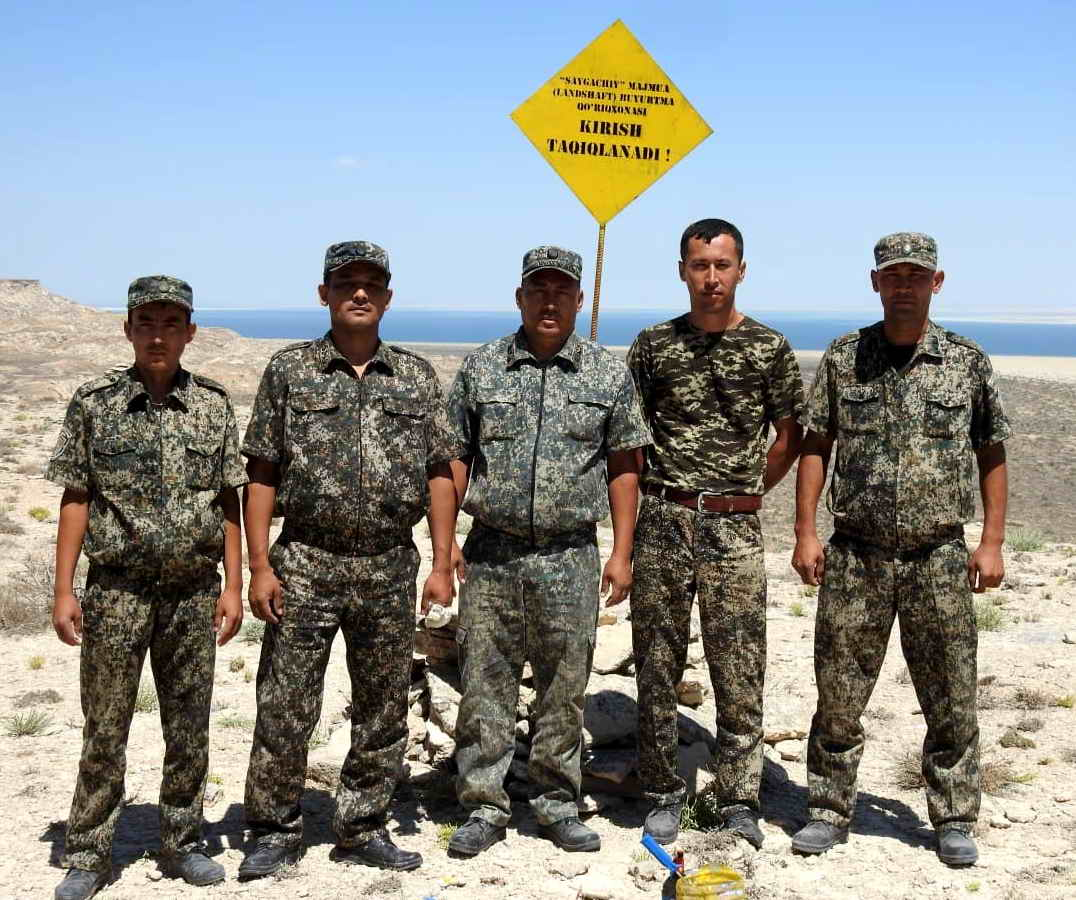 "SAYGACHIY" MAJMUA
(LANDSHAFT) BUYURTMA
QO'RIQXONASI
KIRISH
TAQIQLANADI !